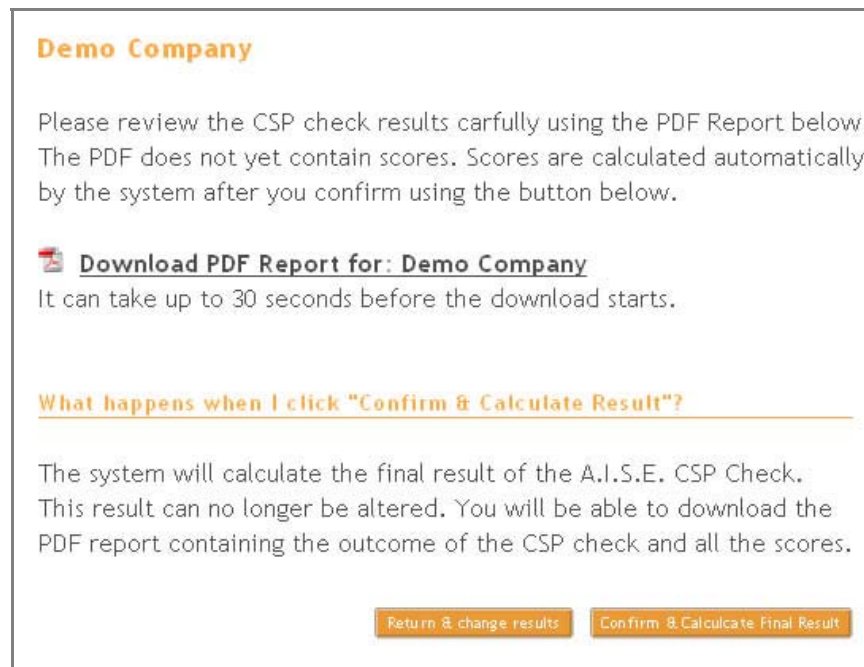 Demo Company
Please review the CSP check results carfully using the PDF Report below
The PDF does not yet contain scores. Scores are calculated automatically
by the system after you confirm using the button below.
Download PDF Report for: Demo Company
It can take up to 30 seconds before the download starts.
What happens when I click "Confirm & Calculate Result"?
The system will calculate the final result of the A.I.S.E. CSP Check.
This result can no longer be altered. You will be able to download the
PDF report containing the outcome of the CSP check and all the scores.
Return & change results
Confirm & Calculcate Final Result